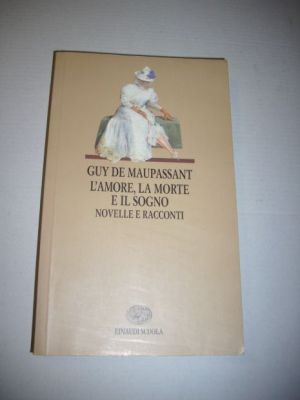 GUY DE MAUPASSANT
L'AMORE, LA MORTE
E IL SOGNO
NOVELLE E RACCONTI
EINAUDI SCUOLA